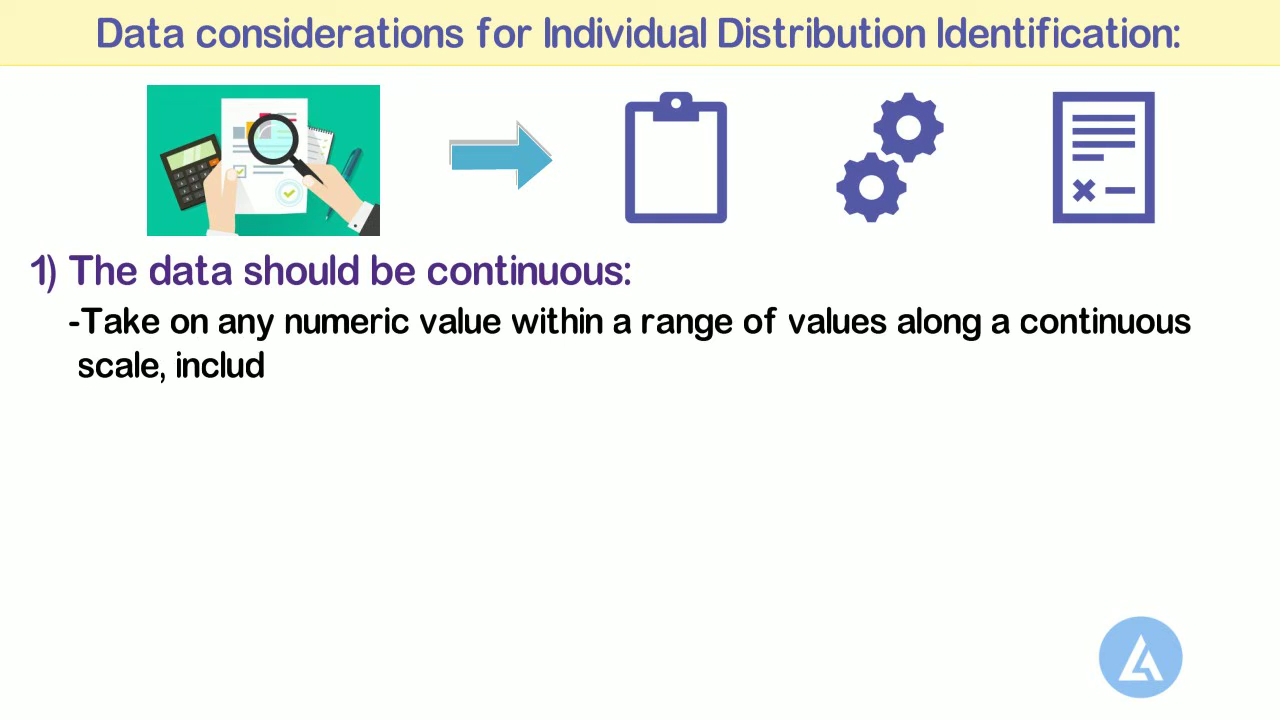 Data considerations for Individual Distribution Identification:
1) The data should be continuous:
-Take on any numeric value within a range of values along a continuous
scale, includ